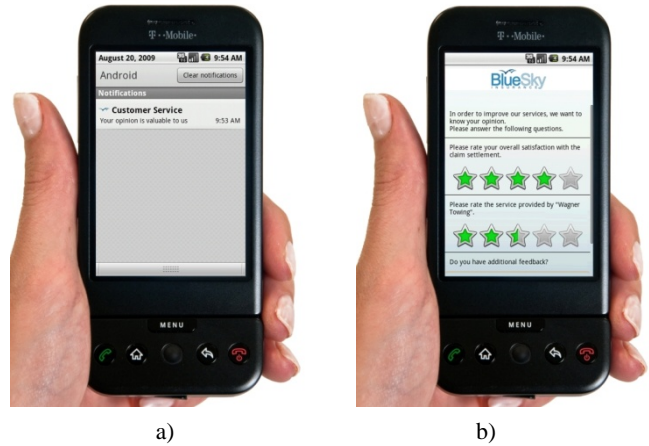 T··Mobile·
August 20, 2009 9:54 AM
Android Clear notifications
Notifications
Customer Service
Your opinion is valuable to us 9:53 AM
MENU
a)
T··Mobile·
9:54 AM
BlueSky
INSURANCE
In order to improve our services, we want to
know your opinion.
Please answer the following questions.
Please rate your overall satisfaction with the
claim settlement.
Please rate the service provided by "Wagner
Towing".
Do you have additional feedback?
MENU
b)